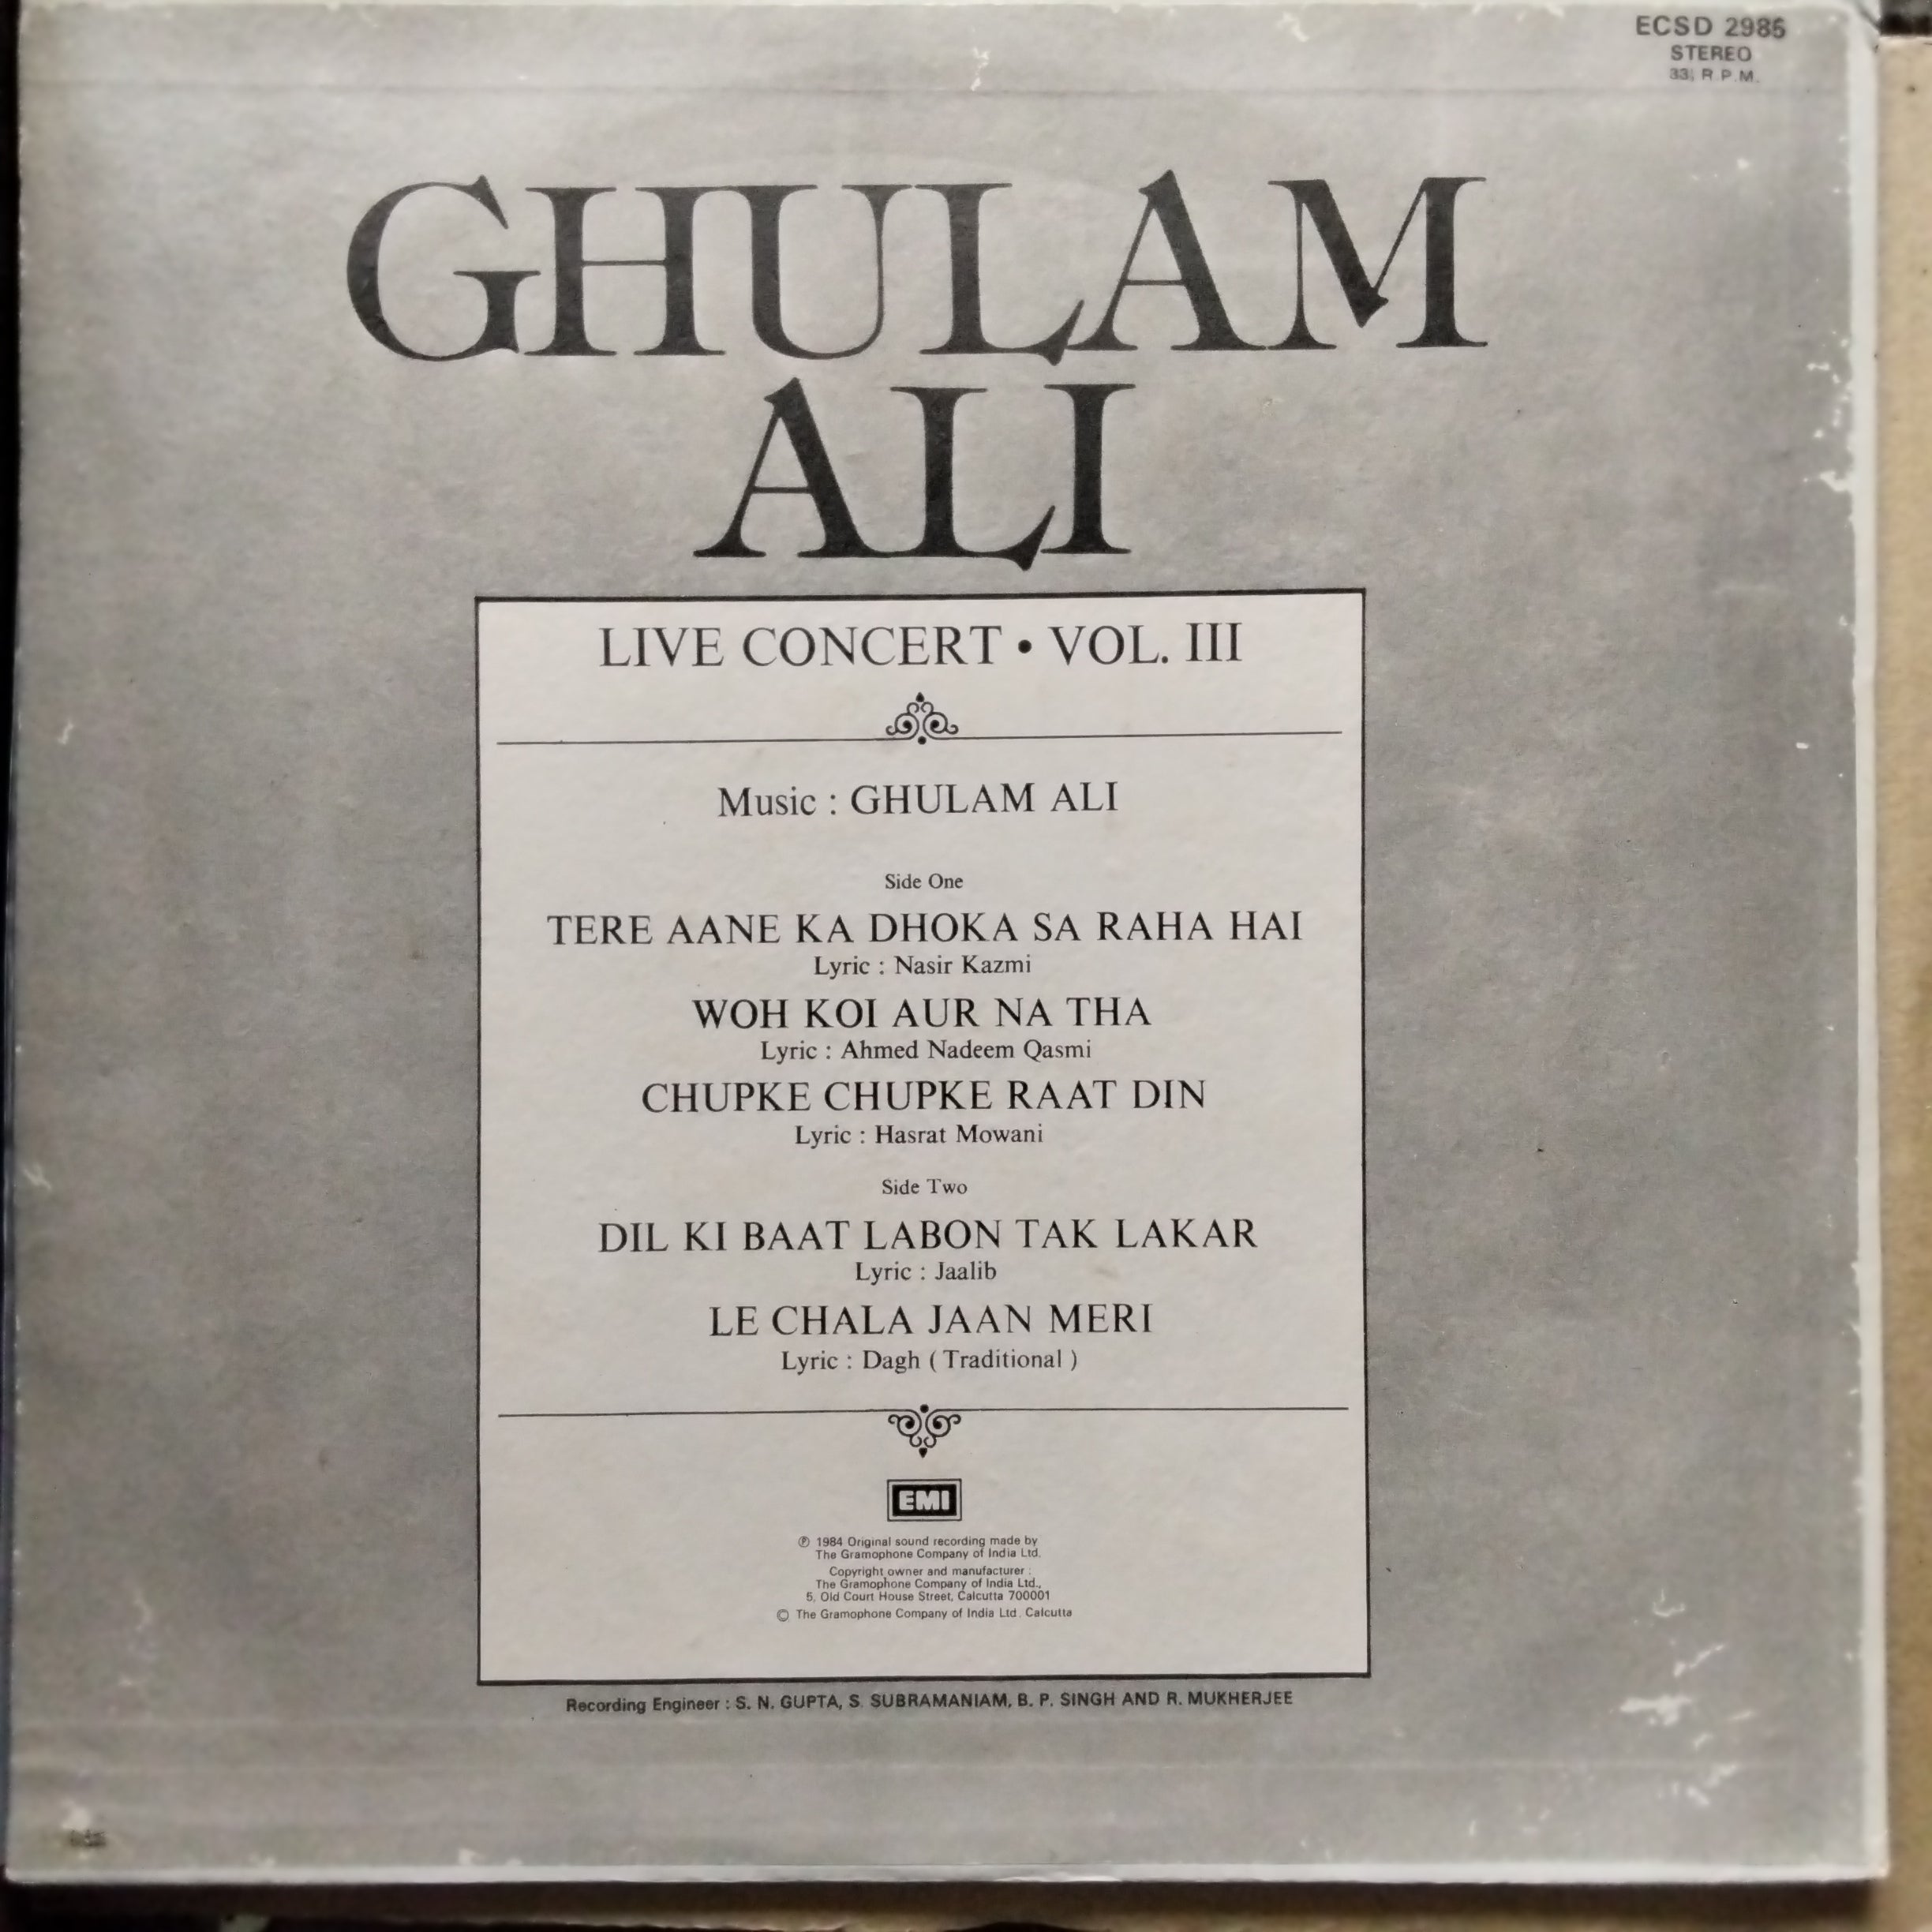 ECSD 2985
STEREO
33⅓ R.P.M.
GHULAM
ALI
LIVE CONCERT • VOL. III
Music : GHULAM ALI
Side One
TERE AANE KA DHOKA SA RAHA HAI
Lyric : Nasir Kazmi
WOH KOI AUR NA THA
Lyric : Ahmed Nadeem Qasmi
CHUPKE CHUPKE RAAT DIN
Lyric : Hasrat Mowani
Side Two
DIL KI BAAT LABON TAK LAKAR
Lyric : Jaalib
LE CHALA JAAN MERI
Lyric : Dagh ( Traditional )
EMI
℗ 1984 Original sound recording made by
The Gramophone Company of India Ltd.
Copyright owner and manufacturer :
The Gramophone Company of India Ltd.,
5, Old Court House Street, Calcutta 700001
© The Gramophone Company of India Ltd. Calcutta
Recording Engineer : S. N. GUPTA, S. SUBRAMANIAM, B. P. SINGH AND R. MUKHERJEE